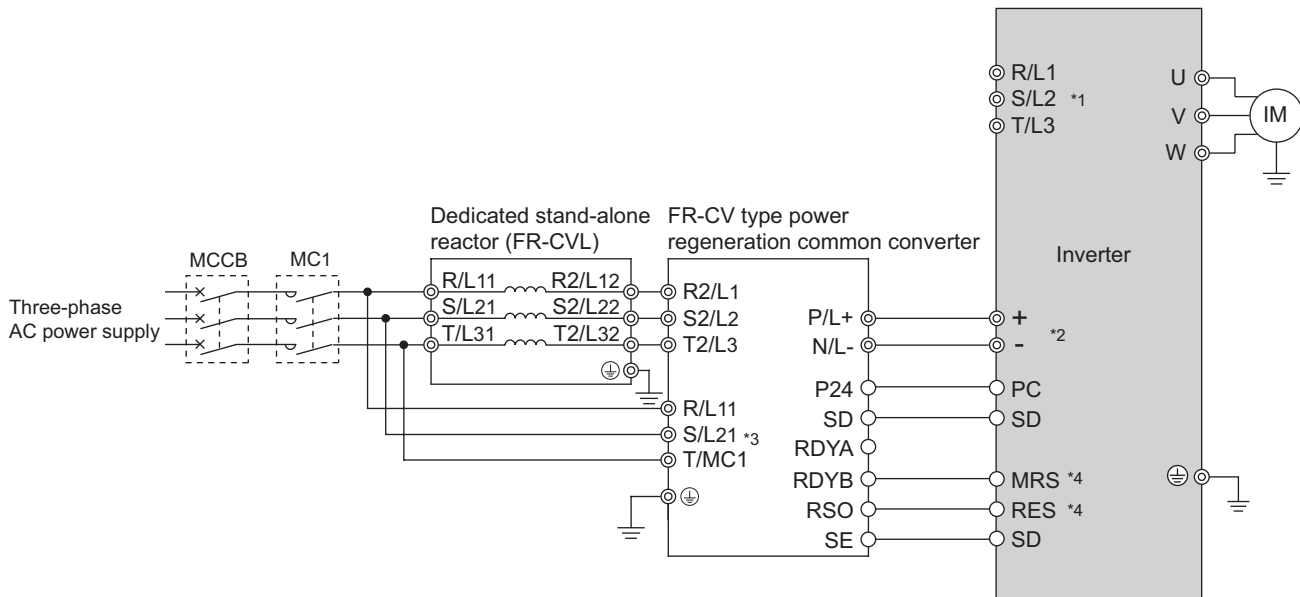 R/L1
S/L2 *1
T/L3
U
V
W
IM
Dedicated stand-alone
reactor (FR-CVL)
FR-CV type power
regeneration common converter
Inverter
MCCB
MC1
Three-phase
AC power supply
R/L11
R2/L12
S/L21
S2/L22
T/L31
T2/L32
R2/L1
S2/L2
T2/L3
R/L11
S/L21 *3
T/MC1
P/L+
N/L-
P24
SD
RDYA
RDYB
RSO
SE
+
- *2
PC
SD
MRS *4
RES *4
SD